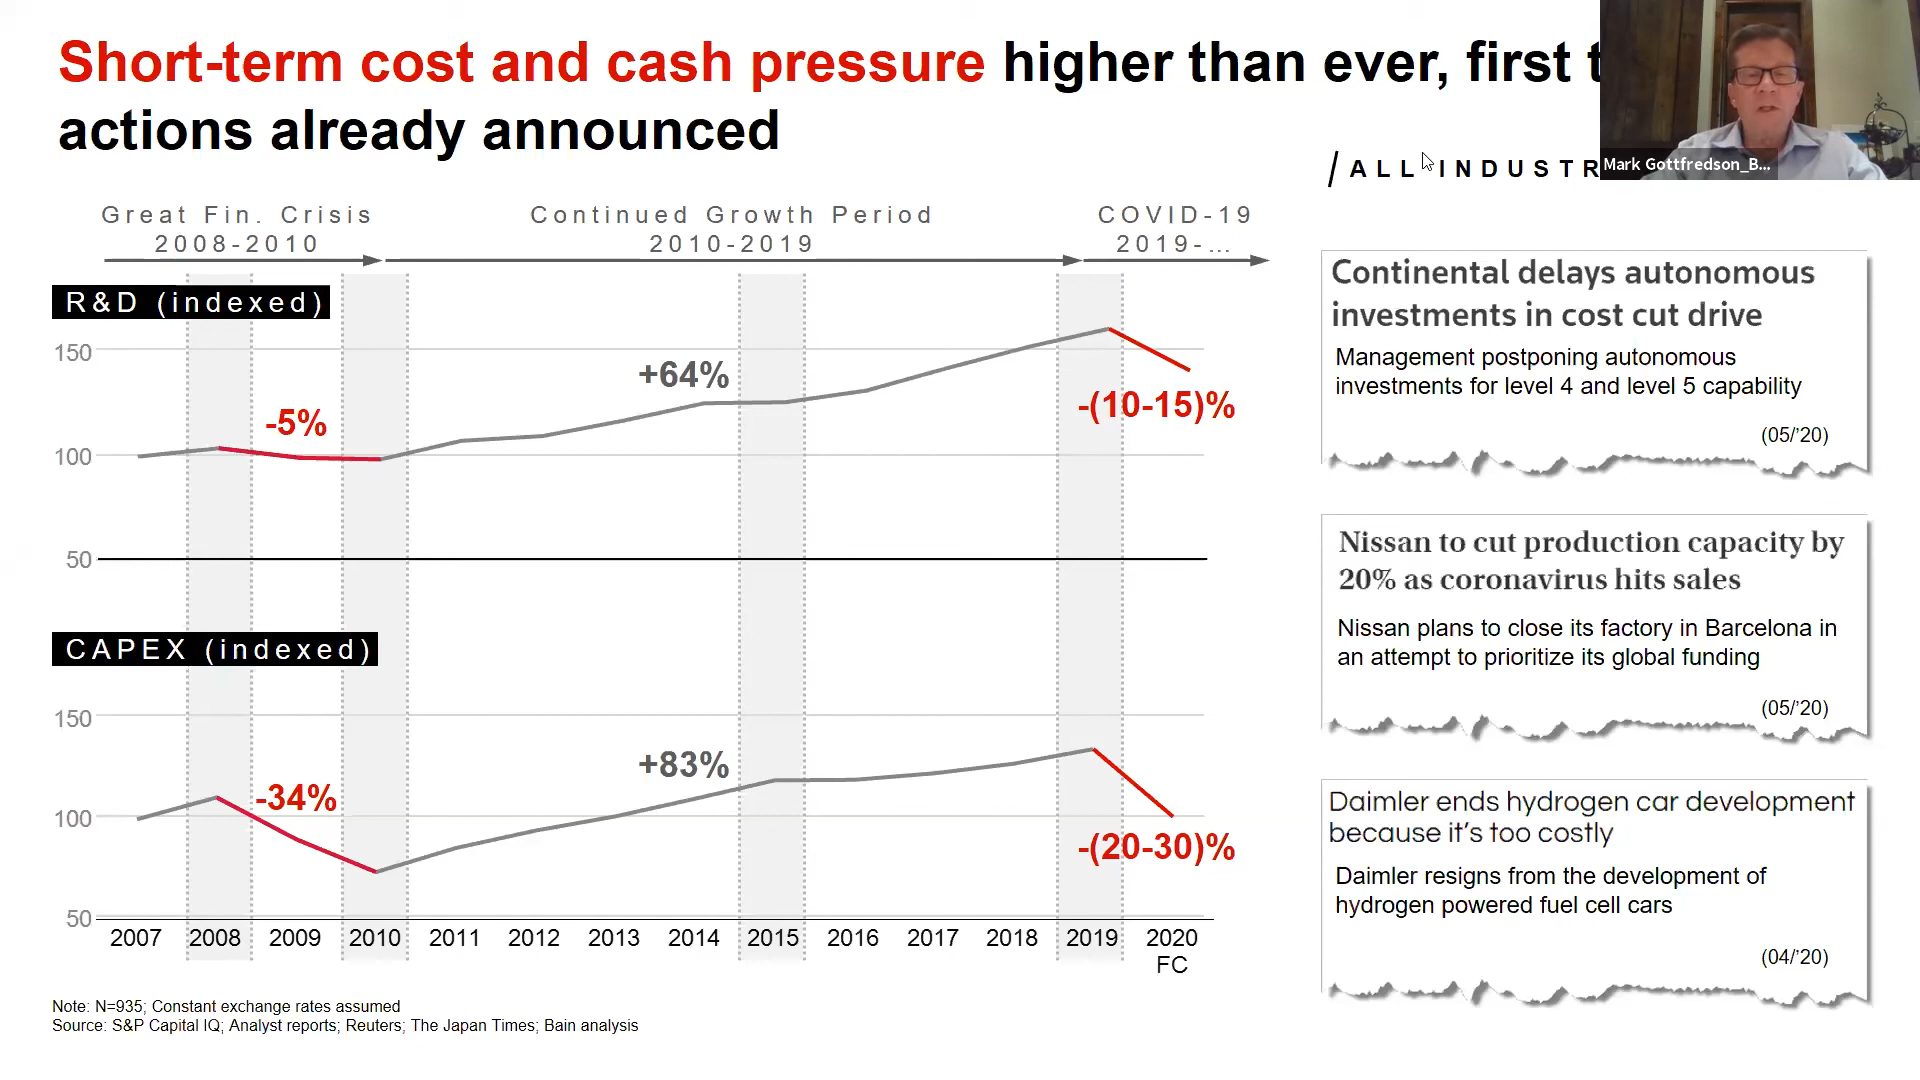 Short-term cost and cash pressure higher than ever, first
actions already announced
Mark Gottfredson_B...
/ALL INDUSTR
Great Fin. Crisis
2008-2010
Continued Growth Period
2010-2019
COVID-19
2019-...
R&D (indexed)
150
100
50
-5%
+64%
-(10-15)%
CAPEX (indexed)
150
100
50
-34%
+83%
-(20-30)%
2007 2008 2009 2010 2011 2012 2013 2014 2015 2016 2017 2018 2019 2020
FC
Continental delays autonomous
investments in cost cut drive
Management postponing autonomous
investments for level 4 and level 5 capability
(05/'20)
Nissan to cut production capacity by
20% as coronavirus hits sales
Nissan plans to close its factory in Barcelona in
an attempt to prioritize its global funding
(05/'20)
Daimler ends hydrogen car development
because it's too costly
Daimler resigns from the development of
hydrogen powered fuel cell cars
(04/'20)
Note: N=935; Constant exchange rates assumed
Source: S&P Capital IQ; Analyst reports; Reuters; The Japan Times; Bain analysis